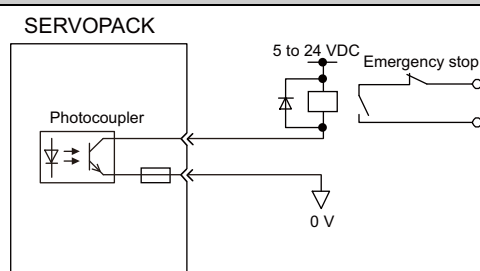 SERVOPACK
5 to 24 VDC
Emergency stop
Photocoupler
0 V